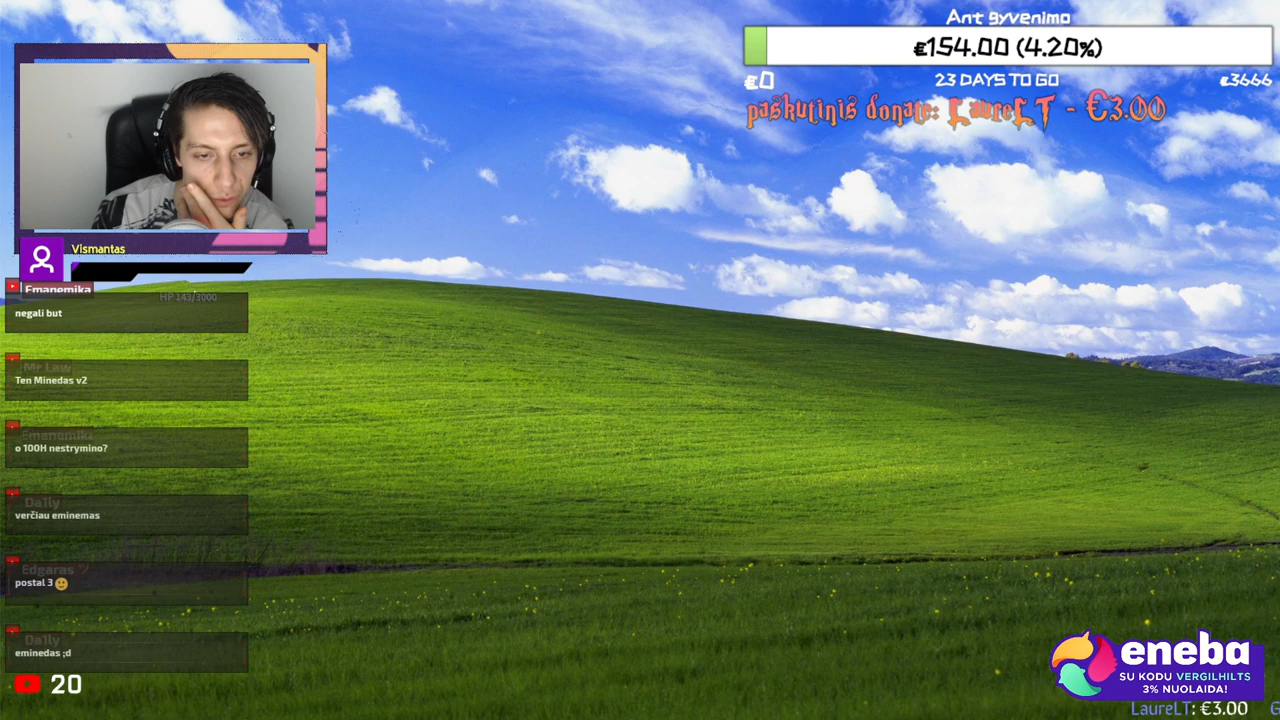 Ant gyvenimo
€154.00 (4.20%)
€0
23 DAYS TO GO
€3666
paskutinis donate: LaureLT - €3.00
Vismantas
HP 143/3000
Emanemika
negali but
Mr Law
Ten Minedas v2
Emanemika
o 100H nestrymino?
Da1ly
verčiau eminemas
Edgaras
postal 3 🙂
Da1ly
eminedas ;d
20
eneba
SU KODU VERGILHILTS
3% NUOLAIDA!
LaureLT: €3.00 G